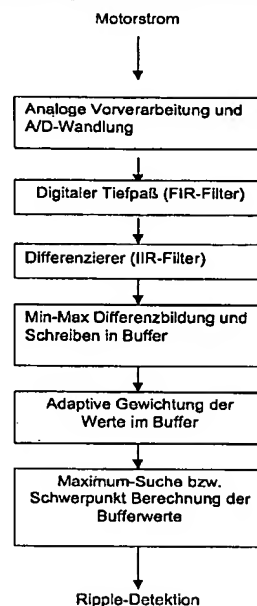 Motorstrom
Analoge Vorverarbeitung und
A/D-Wandlung
Digitaler Tiefpaß (FIR-Filter)
Differenzierer (IIR-Filter)
Min-Max Differenzbildung und
Schreiben in Buffer
Adaptive Gewichtung der
Werte im Buffer
Maximum-Suche bzw.
Schwerpunkt Berechnung der
Bufferwerte
Ripple-Detektion